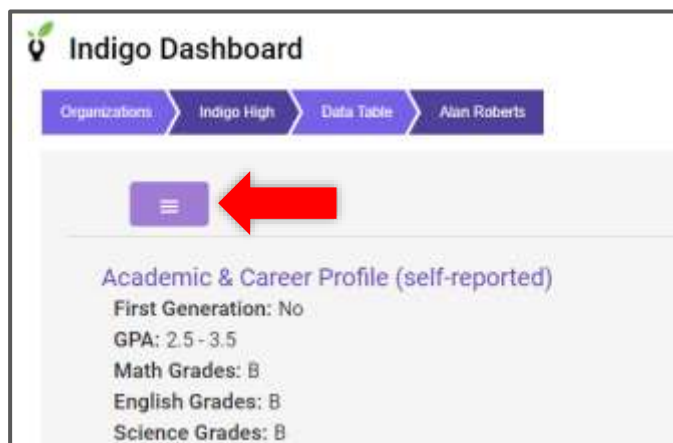 Indigo Dashboard
Organizations Indigo High Data Table Alan Roberts
Academic & Career Profile (self-reported)
First Generation: No
GPA: 2.5 - 3.5
Math Grades: B
English Grades: B
Science Grades: B